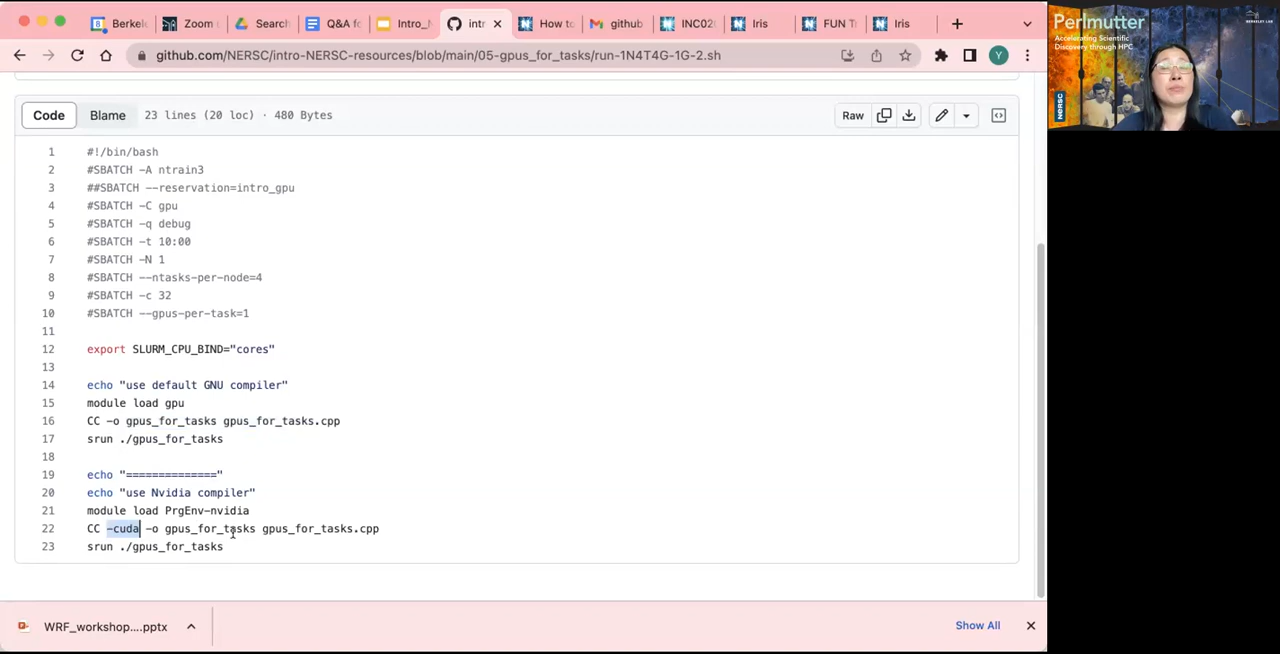 Berkel
Zoom
Search
Q&A fo
Intro_N
intr
How to
github
INC02
Iris
FUN Tr
Iris
github.com/NERSC/intro-NERSC-resources/blob/main/05-gpus_for_tasks/run-1N4T4G-1G-2.sh
Y
Code Blame 23 lines (20 loc) · 480 Bytes Raw
1 #!/bin/bash
2 #SBATCH -A ntrain3
3 ##SBATCH --reservation=intro_gpu
4 #SBATCH -C gpu
5 #SBATCH -q debug
6 #SBATCH -t 10:00
7 #SBATCH -N 1
8 #SBATCH --ntasks-per-node=4
9 #SBATCH -c 32
10 #SBATCH --gpus-per-task=1
11
12 export SLURM_CPU_BIND="cores"
13
14 echo "use default GNU compiler"
15 module load gpu
16 CC -o gpus_for_tasks gpus_for_tasks.cpp
17 srun ./gpus_for_tasks
18
19 echo "=============="
20 echo "use Nvidia compiler"
21 module load PrgEnv-nvidia
22 CC -cuda -o gpus_for_tasks gpus_for_tasks.cpp
23 srun ./gpus_for_tasks
WRF_workshop....pptx
Show All
Perlmutter
Accelerating Scientific
Discovery through HPC
NERSC
BERKELEY LAB